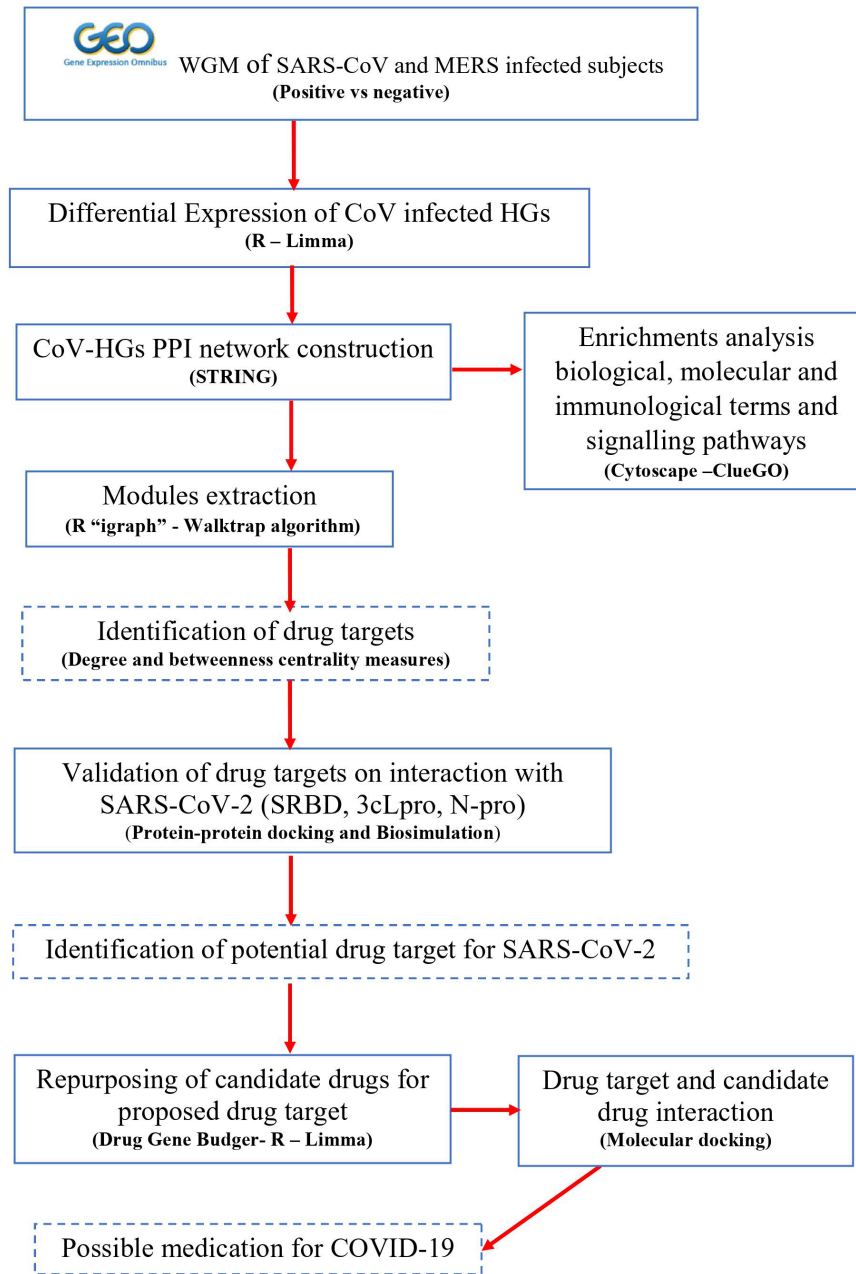 GEO
Gene Expression Omnibus
WGM of SARS-CoV and MERS infected subjects
(Positive vs negative)
Differential Expression of CoV infected HGs
(R – Limma)
CoV-HGs PPI network construction
(STRING)
Enrichments analysis
biological, molecular and
immunological terms and
signalling pathways
(Cytoscape –ClueGO)
Modules extraction
(R “igraph” - Walktrap algorithm)
Identification of drug targets
(Degree and betweenness centrality measures)
Validation of drug targets on interaction with
SARS-CoV-2 (SRBD, 3cLpro, N-pro)
(Protein-protein docking and Biosimulation)
Identification of potential drug target for SARS-CoV-2
Repurposing of candidate drugs for
proposed drug target
(Drug Gene Budger- R – Limma)
Drug target and candidate
drug interaction
(Molecular docking)
Possible medication for COVID-19